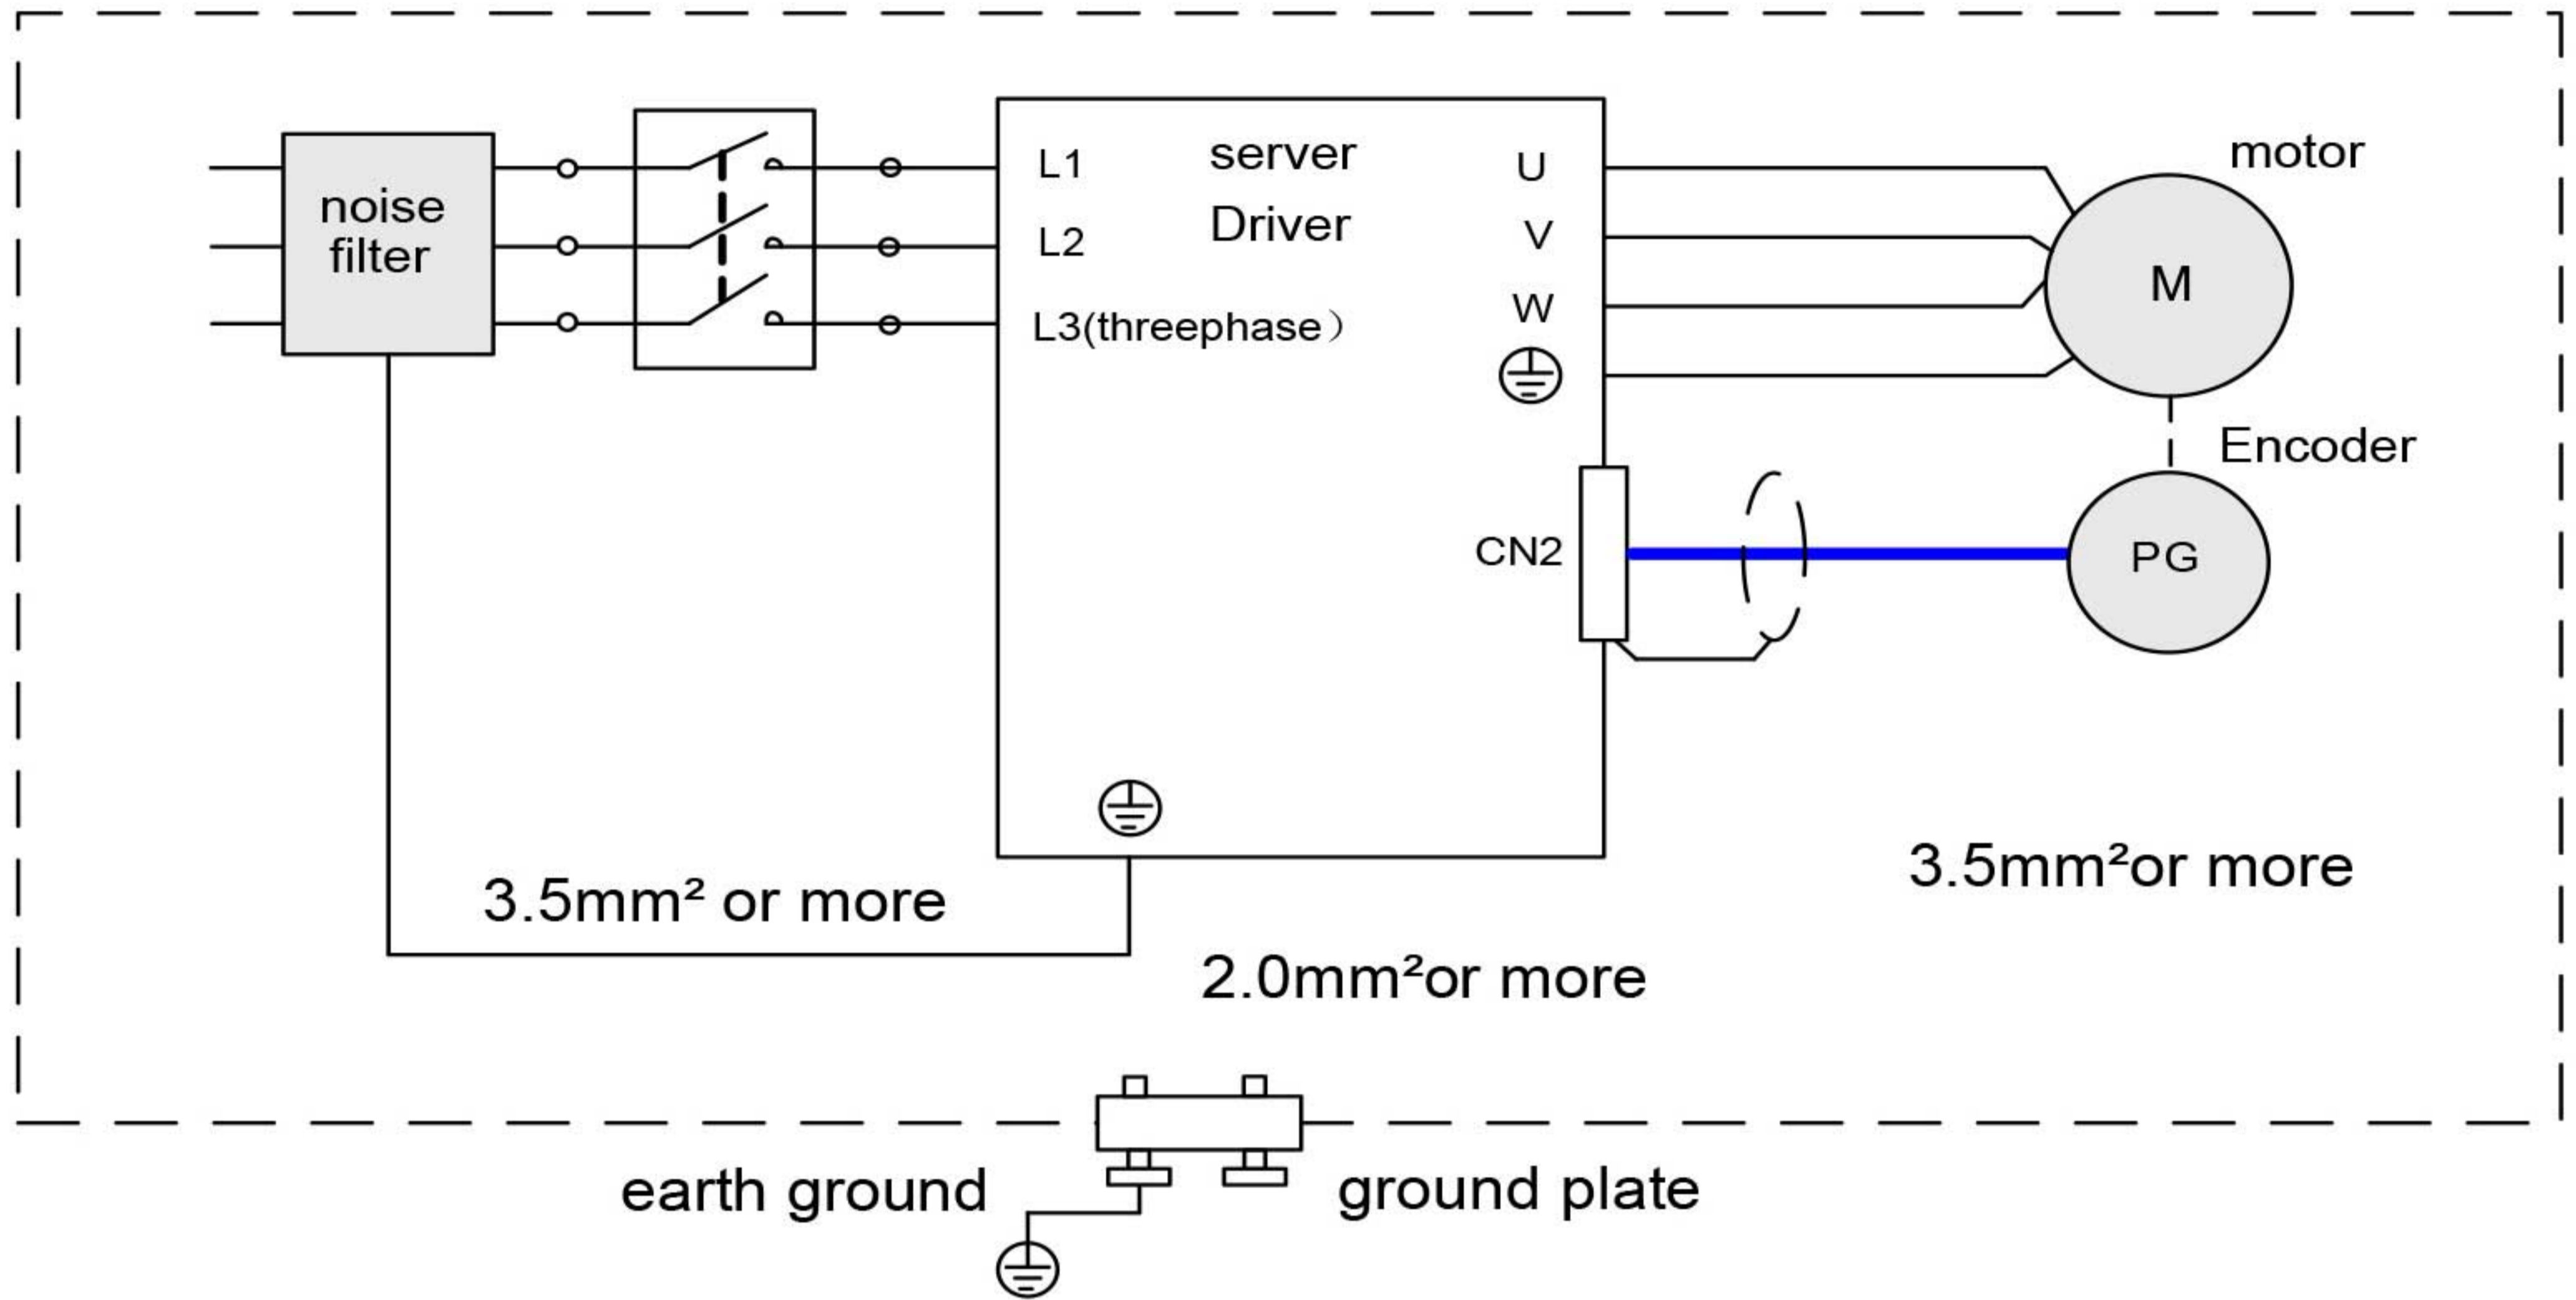 noise
filter
L1
L2
L3(threephase）
server
Driver
U
V
W
CN2
motor
M
Encoder
PG
3.5mm² or more
3.5mm²or more
2.0mm²or more
earth ground
ground plate